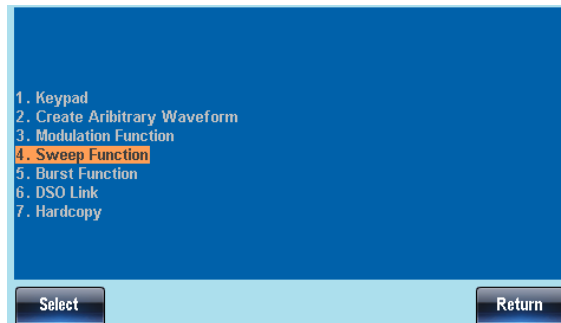 1. Keypad
2. Create Aribitrary Waveform
3. Modulation Function
4. Sweep Function
5. Burst Function
6. DSO Link
7. Hardcopy
Select
Return